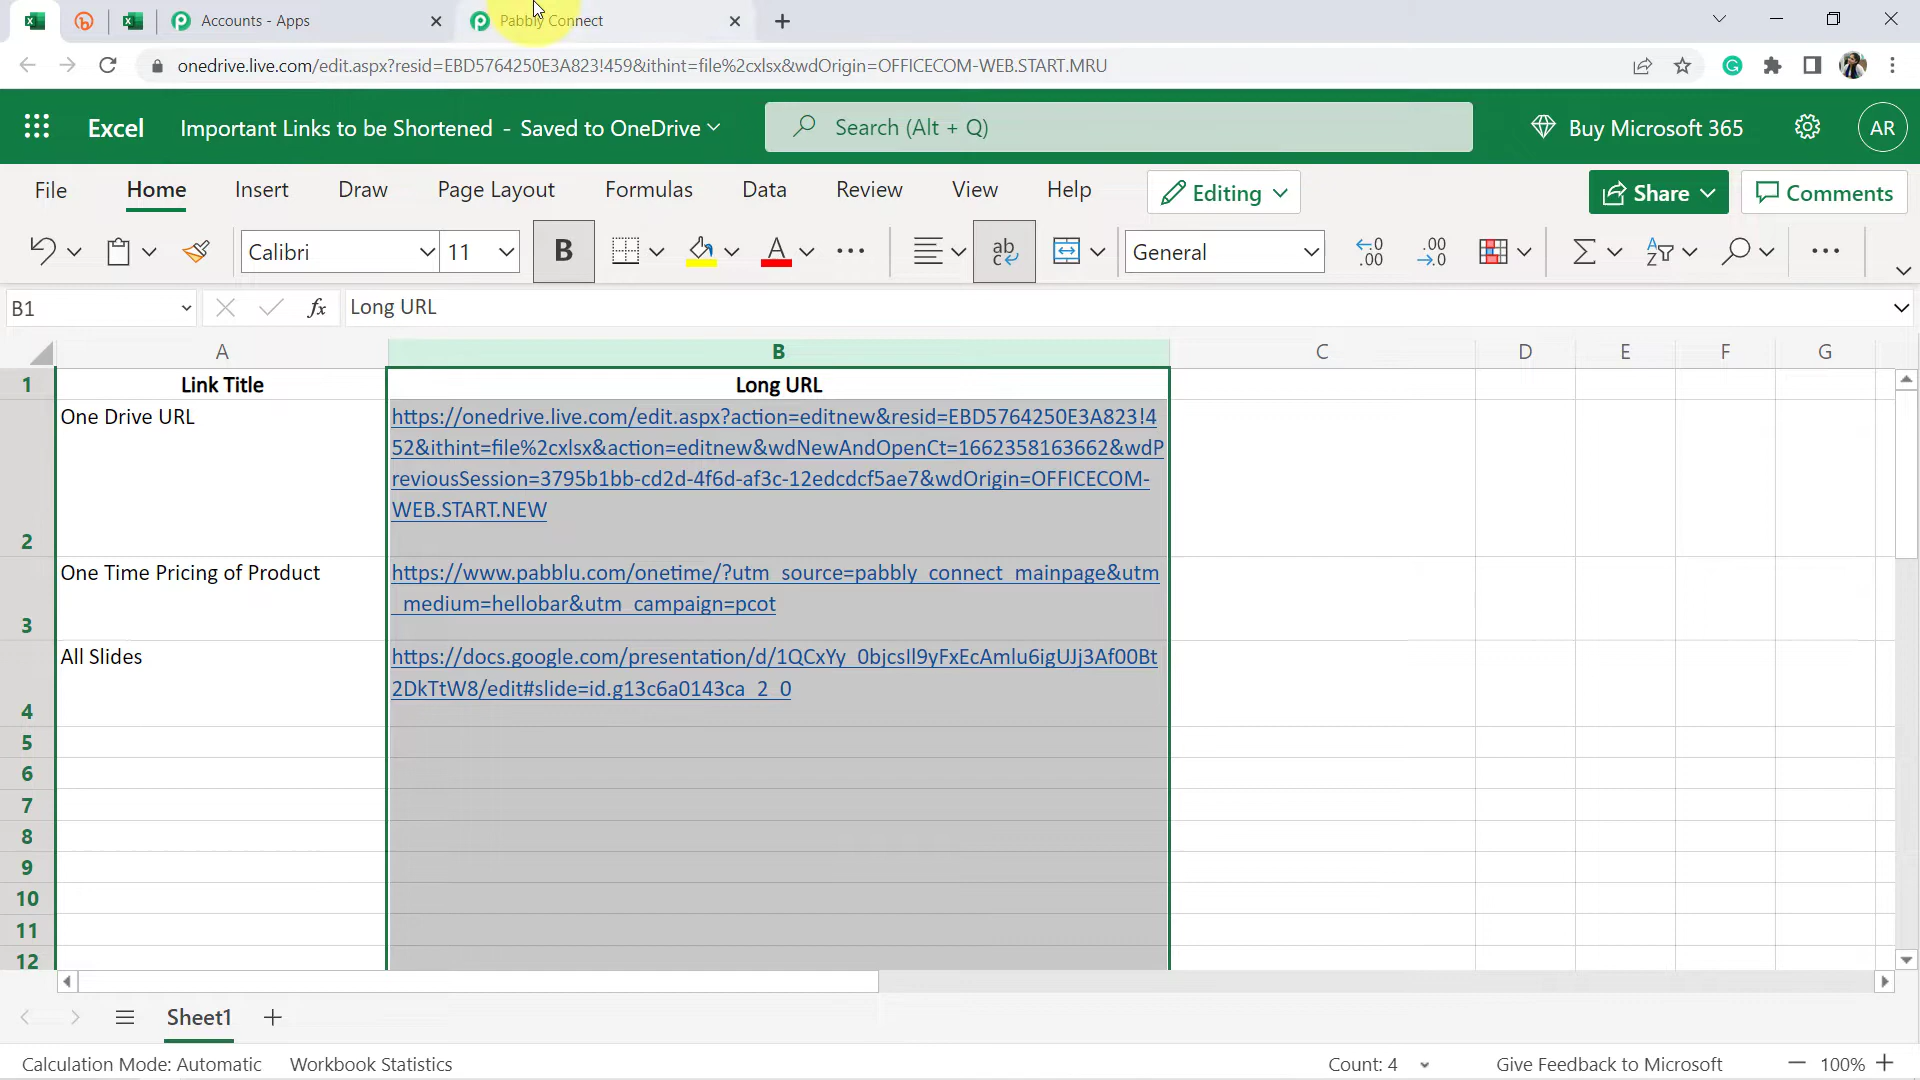 Accounts - Apps
Pabbly Connect
onedrive.live.com/edit.aspx?resid=EBD5764250E3A823!459&ithint=file%2cxlsx&wdOrigin=OFFICECOM-WEB.START.MRU
Excel
Important Links to be Shortened - Saved to OneDrive
Search (Alt + Q)
Buy Microsoft 365
AR
File
Home
Insert
Draw
Page Layout
Formulas
Data
Review
View
Help
Editing
Share
Comments
Calibri
11
B
A
ab
c
General
.00
.00
B1
fx
Long URL
A
B
C
D
E
F
G
1
Link Title
Long URL
One Drive URL
https://onedrive.live.com/edit.aspx?action=editnew&resid=EBD5764250E3A823!4
52&ithint=file%2cxlsx&action=editnew&wdNewAndOpenCt=1662358163662&wdP
reviousSession=3795b1bb-cd2d-4f6d-af3c-12edcdcf5ae7&wdOrigin=OFFICECOM-
WEB.START.NEW
2
One Time Pricing of Product
https://www.pabblu.com/onetime/?utm_source=pabbly_connect_mainpage&utm
_medium=hellobar&utm_campaign=pcot
3
All Slides
https://docs.google.com/presentation/d/1QCxYy_0bjcsIl9yFxEcAmlu6igUJj3Af00Bt
2DkTtW8/edit#slide=id.g13c6a0143ca_2_0
4
5
6
7
8
9
10
11
12
Sheet1
Calculation Mode: Automatic
Workbook Statistics
Count: 4
Give Feedback to Microsoft
100%